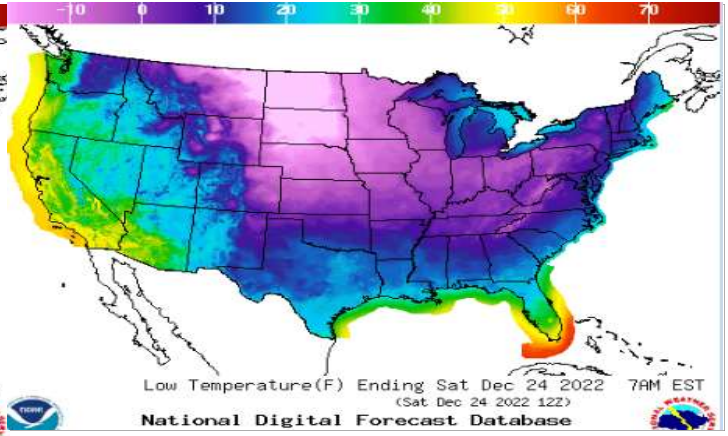 -10 0 10 20 30 40 50 60 70
Low Temperature(F) Ending Sat Dec 24 2022 7AM EST
(Sat Dec 24 2022 12Z)
National Digital Forecast Database